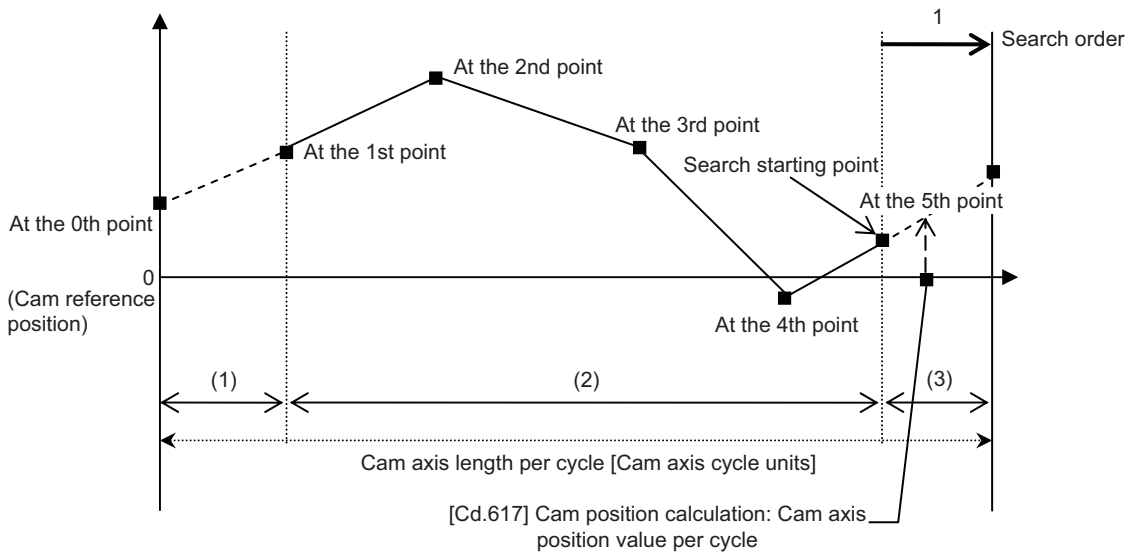 1
Search order
At the 2nd point
At the 3rd point
At the 1st point
Search starting point
At the 5th point
At the 0th point
0
(Cam reference
position)
At the 4th point
(1)
(2)
(3)
Cam axis length per cycle [Cam axis cycle units]
[Cd.617] Cam position calculation: Cam axis
position value per cycle